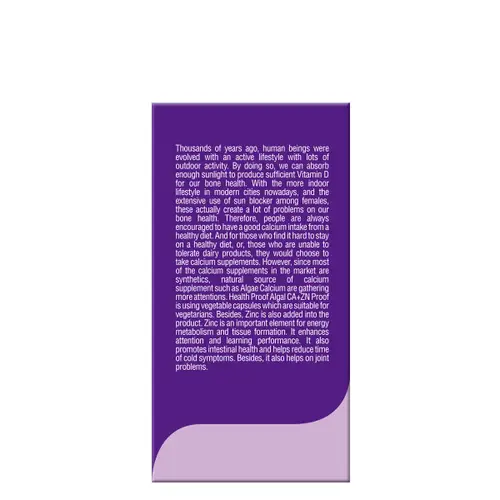 Thousands of years ago, human beings were
evolved with an active lifestyle with lots of
outdoor activity. By doing so, we can absorb
enough sunlight to produce sufficient Vitamin D
for our bone health. With the more indoor
lifestyle in modern cities nowadays, and the
extensive use of sun blocker among females,
these actually create a lot of problems on our
bone health. Therefore, people are always
encouraged to have a good calcium intake from a
healthy diet. And for those who find it hard to stay
on a healthy diet, or, those who are unable to
tolerate dairy products, they would choose to
take calcium supplements. However, since most
of the calcium supplements in the market are
synthetics, natural source of calcium
supplement such as Algae Calcium are gathering
more attentions. Health Proof Algal CA+ZN Proof
is using vegetable capsules which are suitable for
vegetarians. Besides, Zinc is also added into the
product. Zinc is an important element for energy
metabolism and tissue formation. It enhances
attention and learning performance. It also
promotes intestinal health and helps reduce time
of cold symptoms. Besides, it also helps on joint
problems.